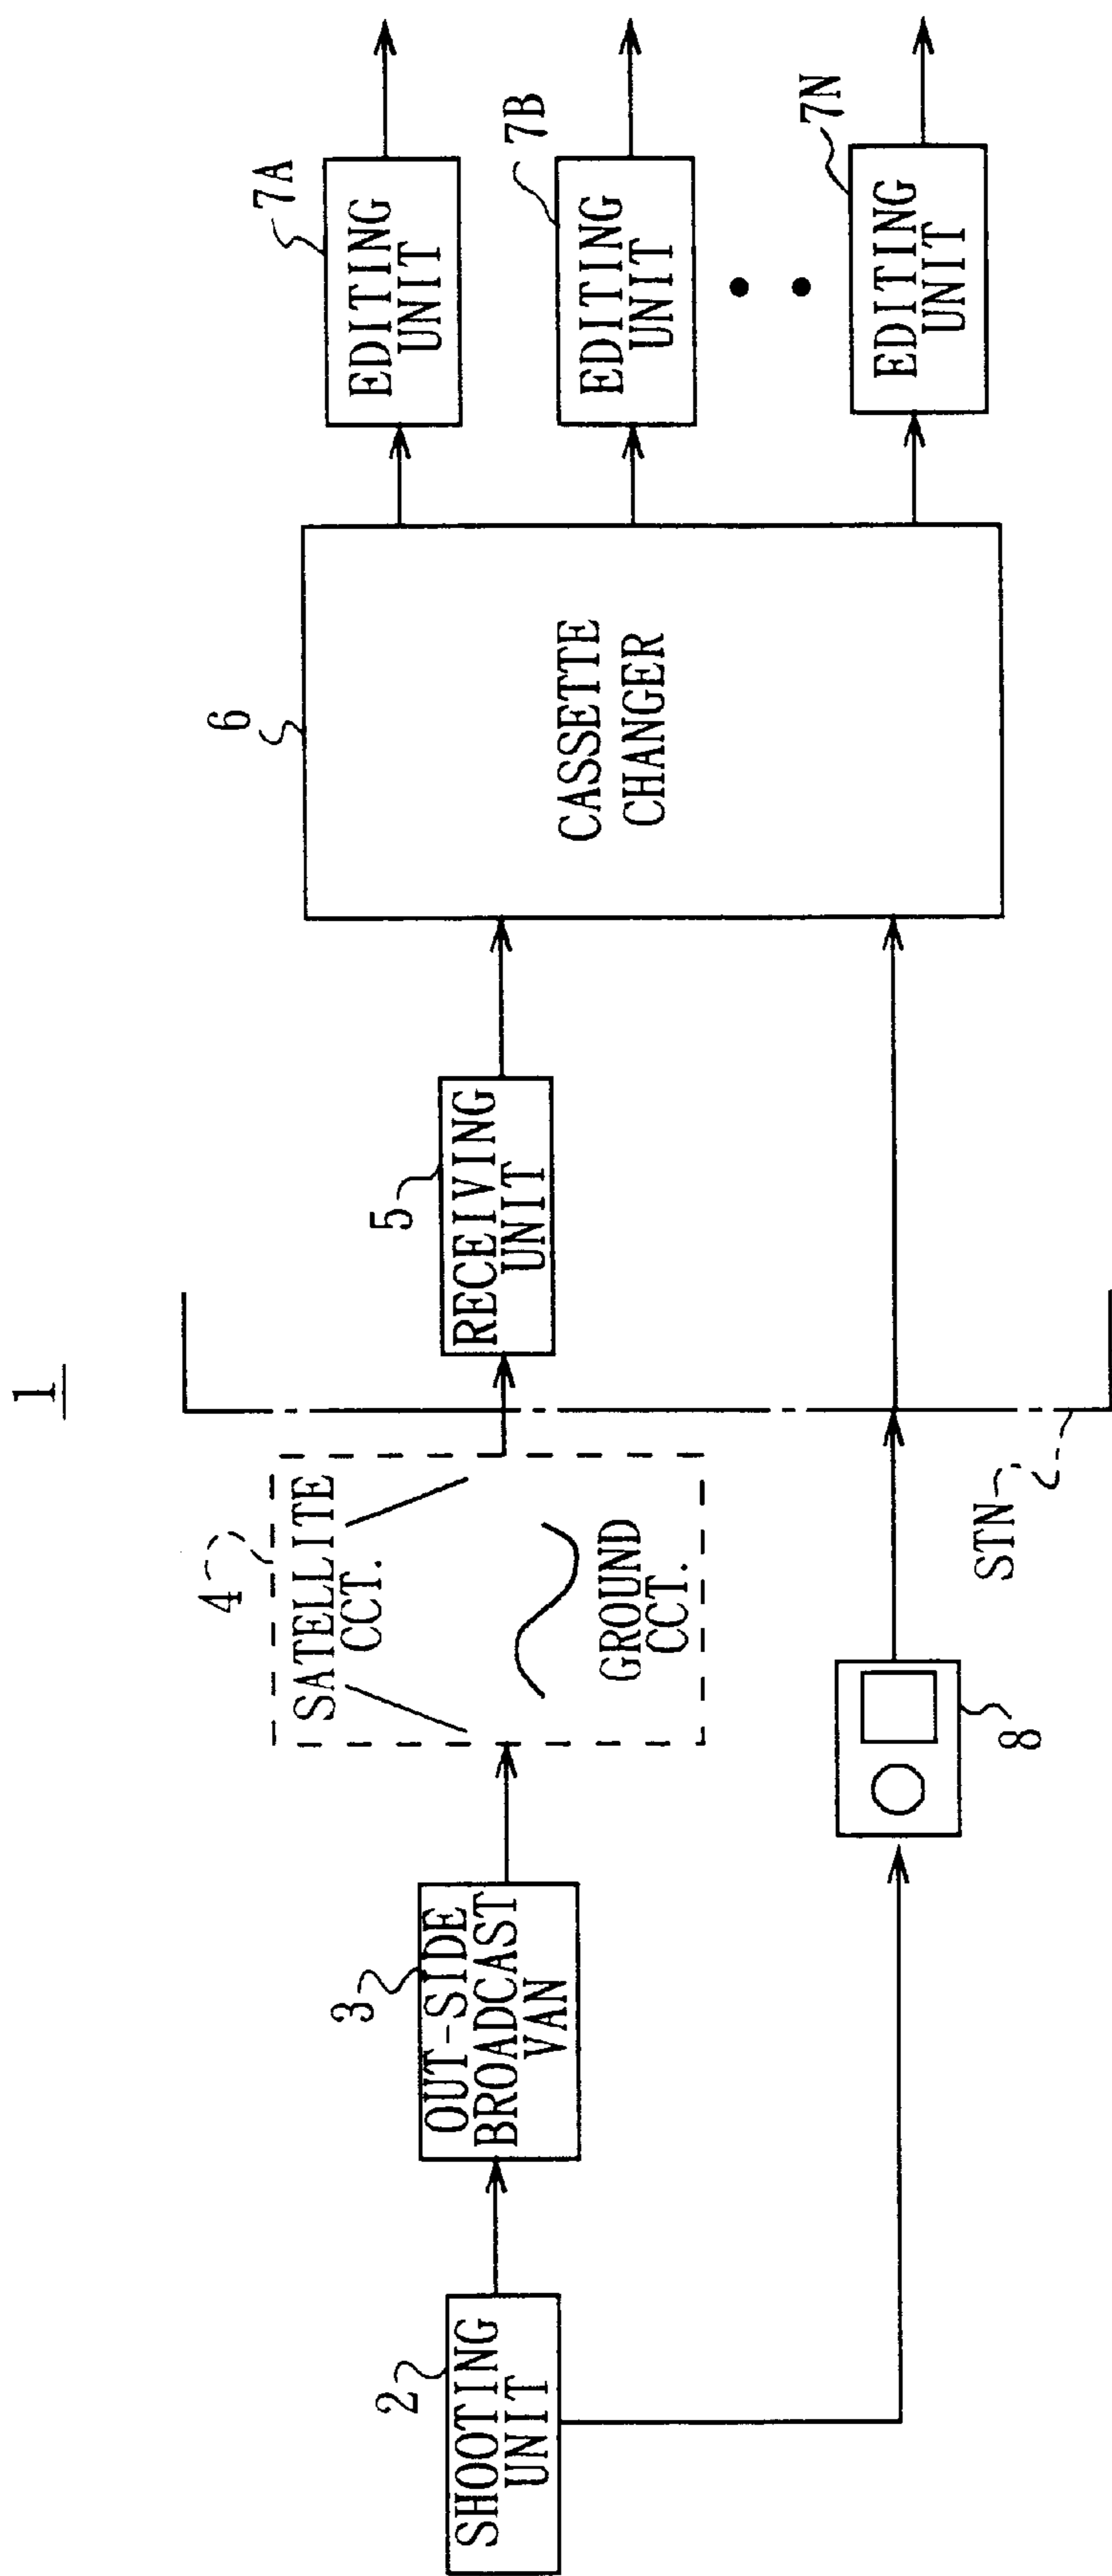 1
2
SHOOTING
UNIT
3
OUT-SIDE
BROADCAST
VAN
4
SATELLITE
CCT.
GROUND
CCT.
5
RECEIVING
UNIT
6
CASSETTE
CHANGER
7A
EDITING
UNIT
7B
EDITING
UNIT
7N
EDITING
UNIT
8
STN